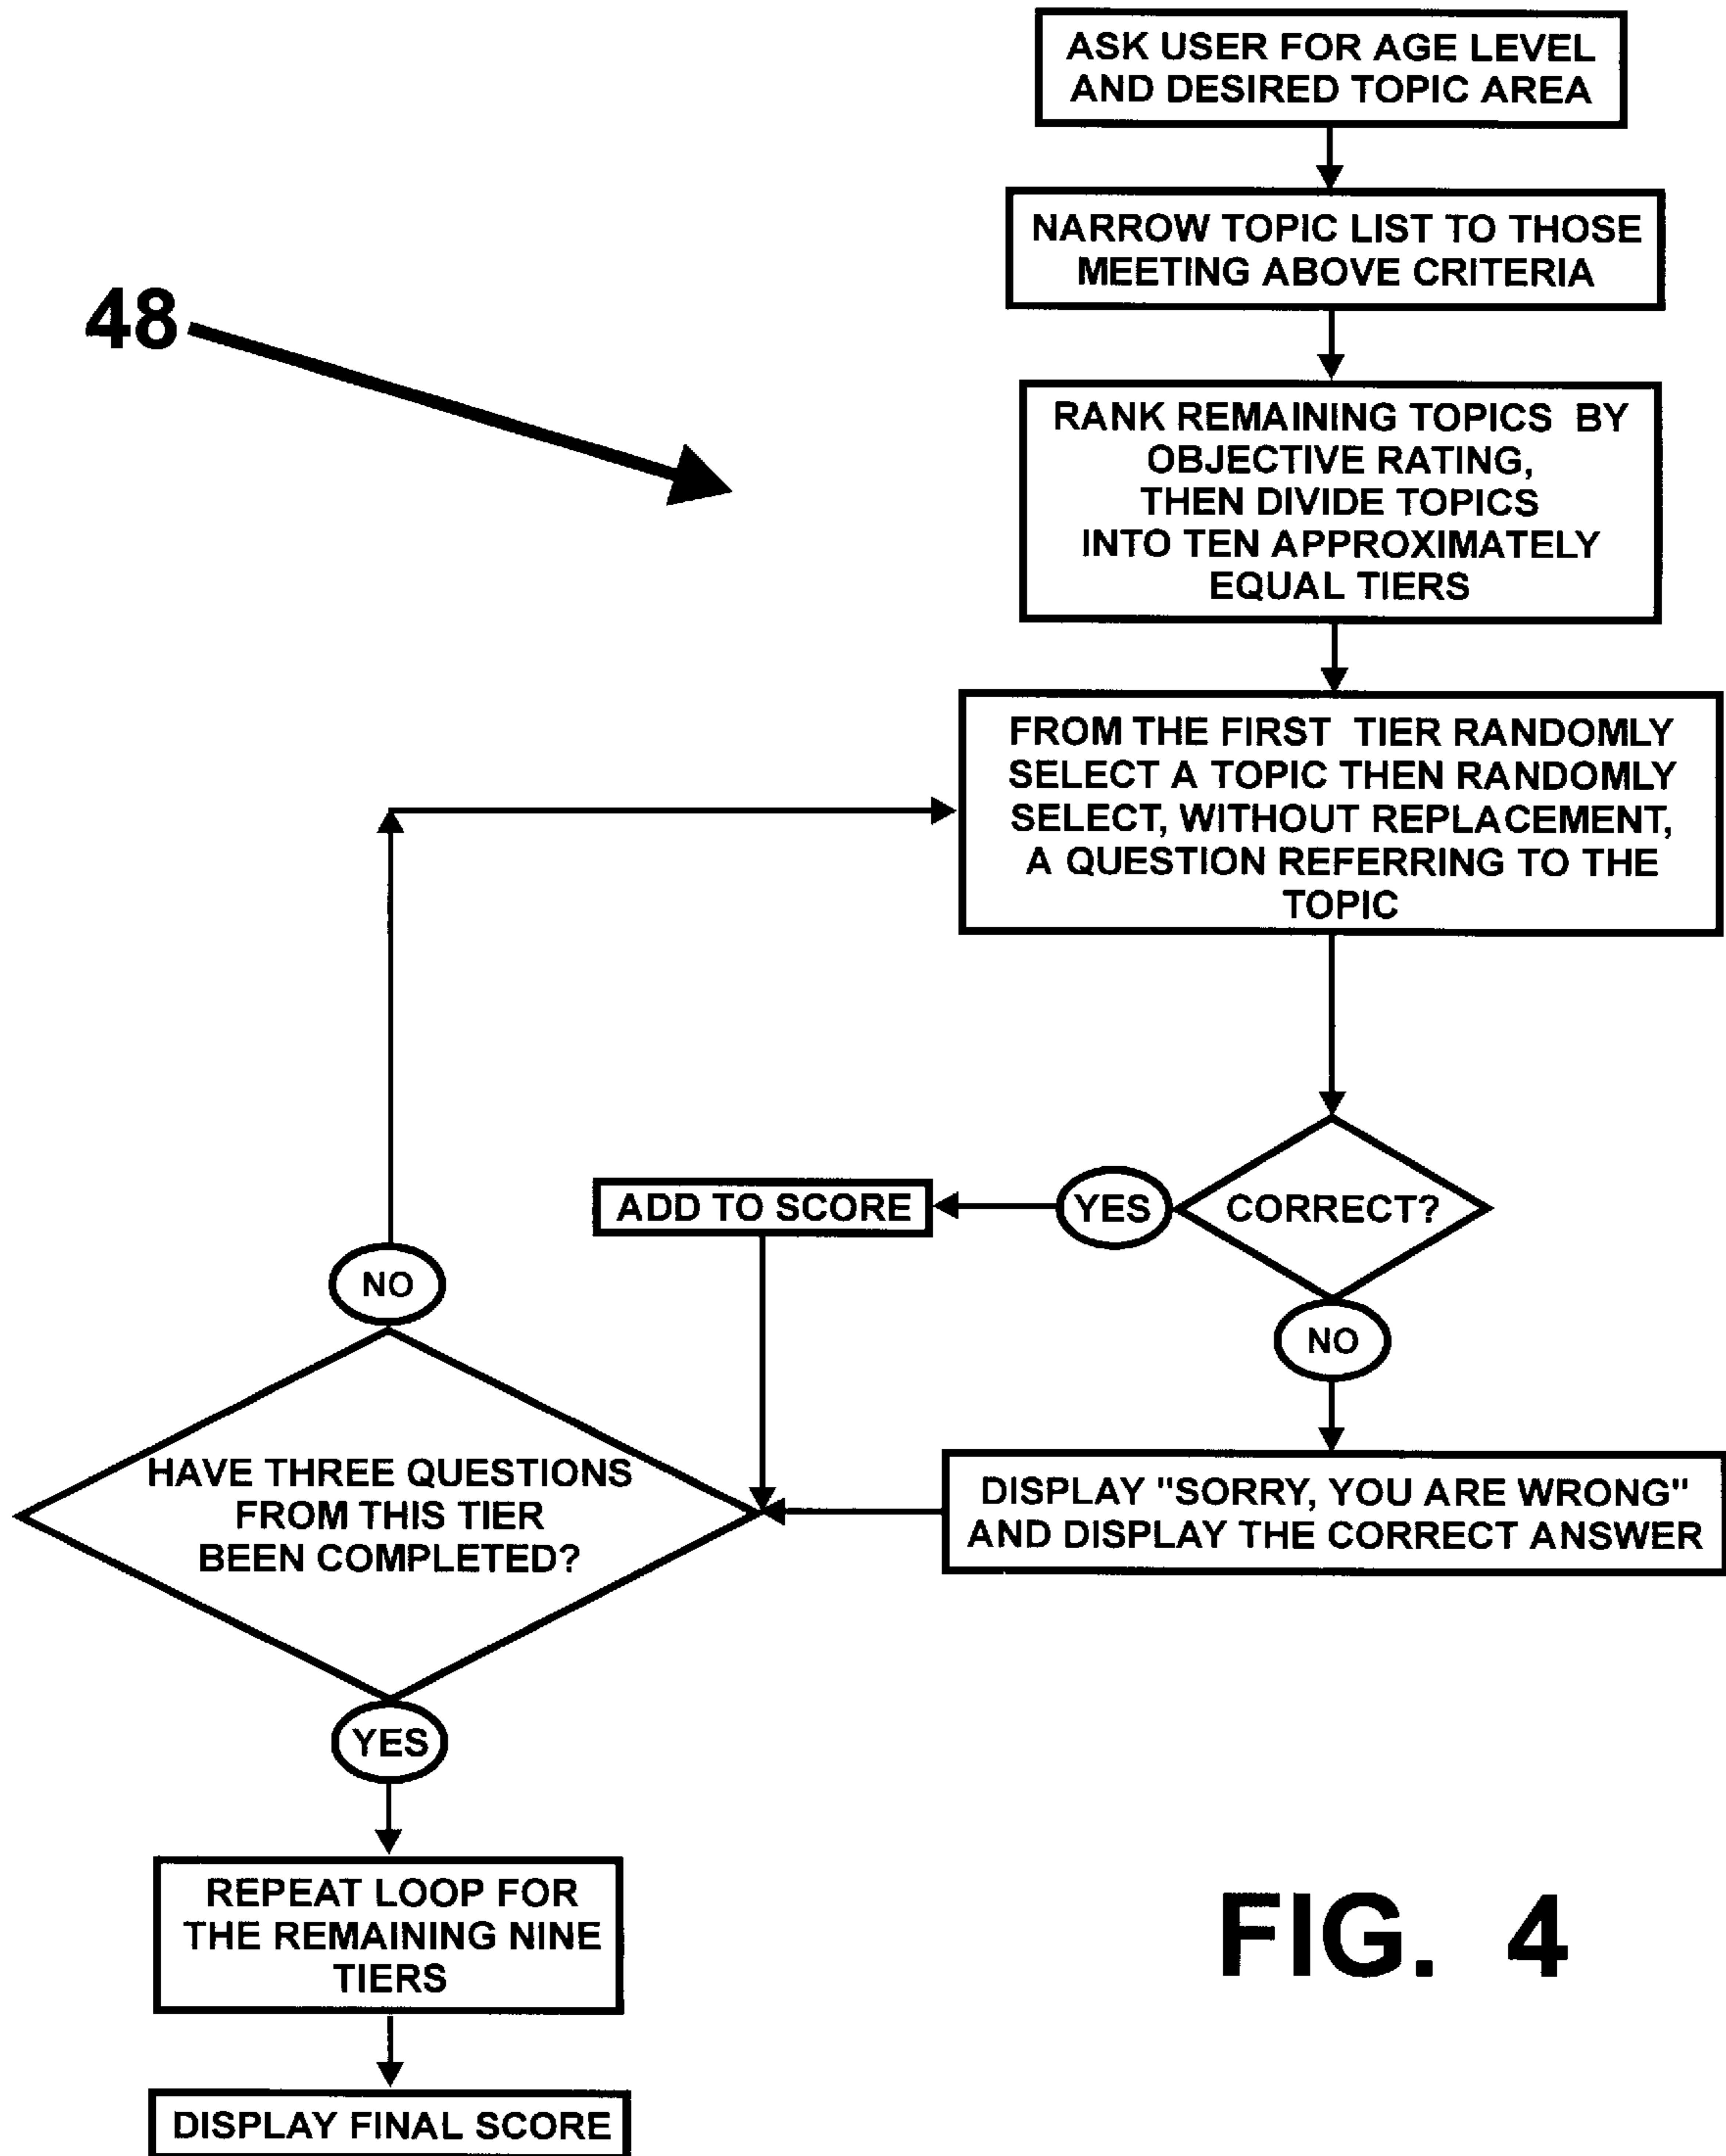 ASK USER FOR AGE LEVEL
AND DESIRED TOPIC AREA
NARROW TOPIC LIST TO THOSE
MEETING ABOVE CRITERIA
48
RANK REMAINING TOPICS BY
OBJECTIVE RATING,
THEN DIVIDE TOPICS
INTO TEN APPROXIMATELY
EQUAL TIERS
FROM THE FIRST TIER RANDOMLY
SELECT A TOPIC THEN RANDOMLY
SELECT, WITHOUT REPLACEMENT,
A QUESTION REFERRING TO THE
TOPIC
CORRECT?
YES
ADD TO SCORE
NO
DISPLAY "SORRY, YOU ARE WRONG"
AND DISPLAY THE CORRECT ANSWER
NO
HAVE THREE QUESTIONS
FROM THIS TIER
BEEN COMPLETED?
YES
REPEAT LOOP FOR
THE REMAINING NINE
TIERS
DISPLAY FINAL SCORE
FIG. 4